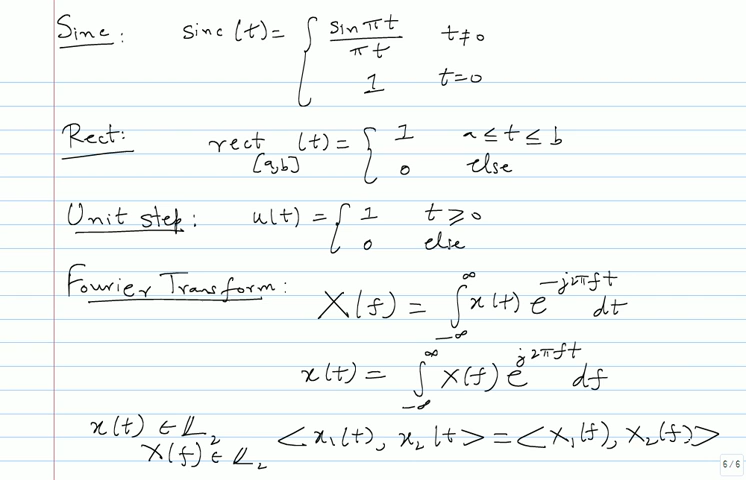 Sinc: sinc(t) = { sin πt / πt t≠0
1 t=0
Rect: rect[a,b] (t) = { 1 a ≤ t ≤ b
0 else
Unit step: u(t) = { 1 t ≥ 0
0 else
Fourier Transform: X(f) = ∫_{-∞}^{∞} x(t) e^{-j2πft} dt
x(t) = ∫_{-∞}^{∞} X(f) e^{j2πft} df
x(t) ∈ L₂ <x₁(t), x₂(t> = <X₁(f), X₂(f)>
X(f) ∈ L₂
6/6